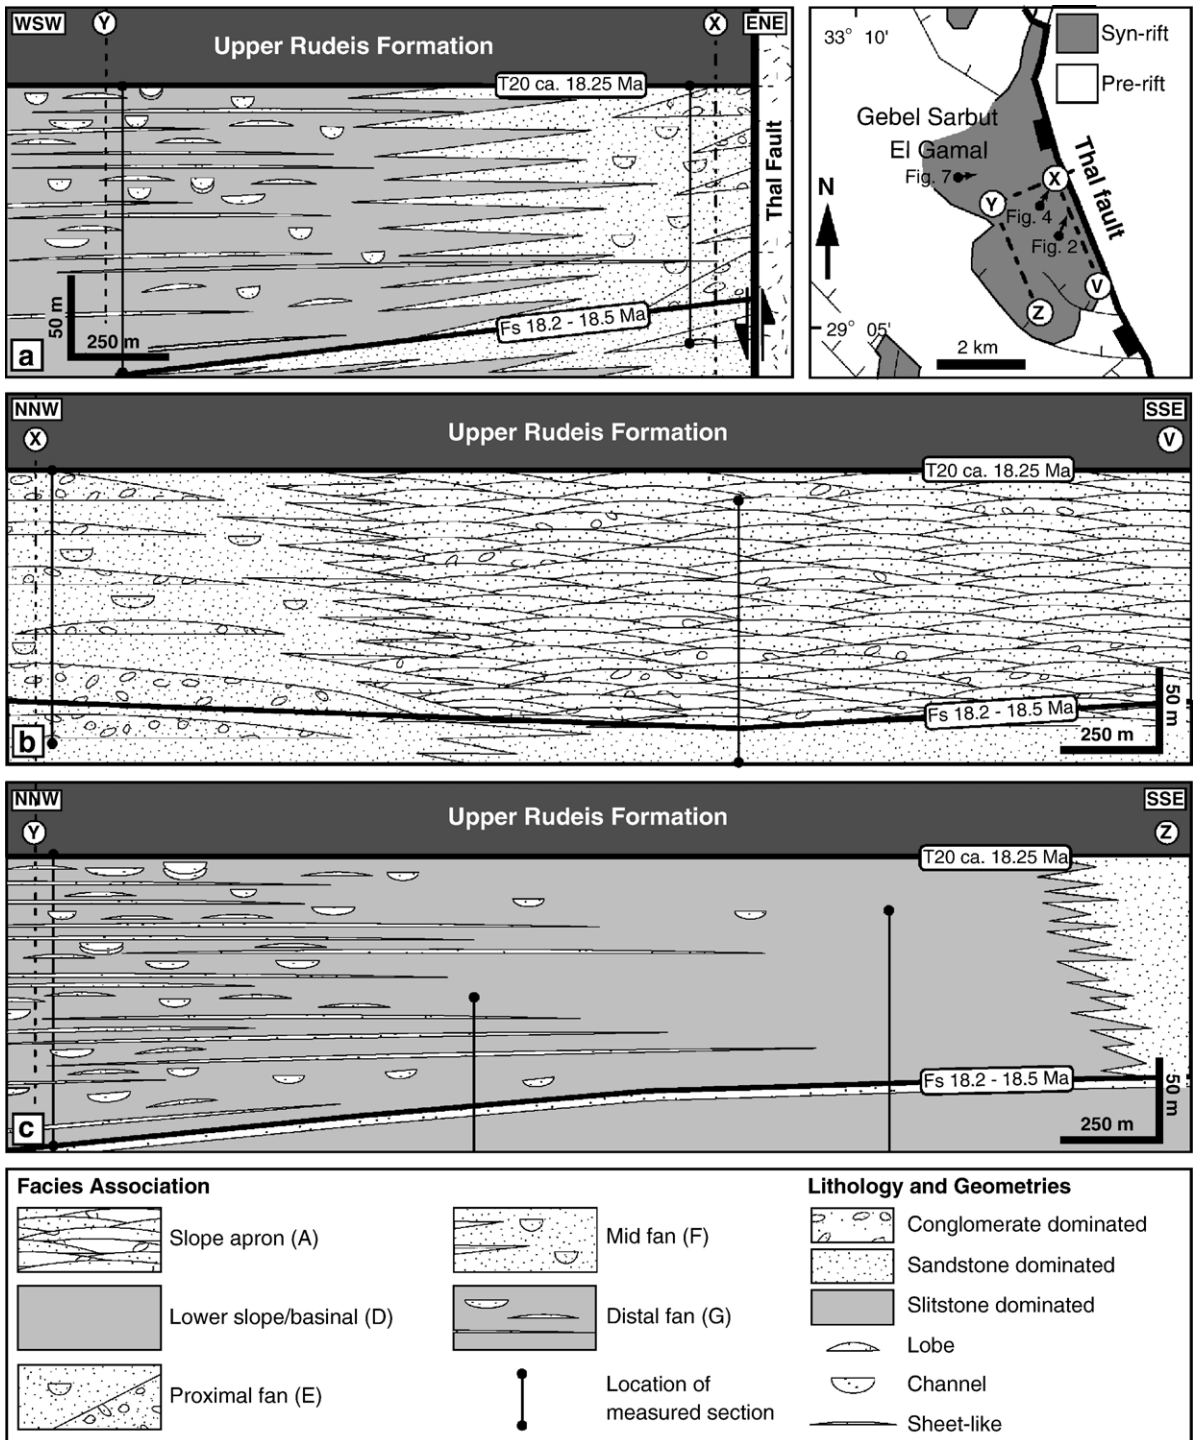 WSW
Y
X
ENE
Upper Rudeis Formation
T20 ca. 18.25 Ma
Thal Fault
Fs 18.2 - 18.5 Ma
50 m
250 m
a
33° 10'
Syn-rift
Pre-rift
Gebel Sarbut
El Gamal
Fig. 7
X
Thal fault
Y
N
Fig. 4
Fig. 2
V
Z
29° 05'
2 km
NNW
SSE
X
V
Upper Rudeis Formation
T20 ca. 18.25 Ma
Fs 18.2 - 18.5 Ma
50 m
250 m
b
NNW
SSE
Y
Z
Upper Rudeis Formation
T20 ca. 18.25 Ma
Fs 18.2 - 18.5 Ma
50 m
250 m
c
Facies Association
Slope apron (A)
Lower slope/basinal (D)
Proximal fan (E)
Mid fan (F)
Distal fan (G)
Location of
measured section
Lithology and Geometries
Conglomerate dominated
Sandstone dominated
Slitstone dominated
Lobe
Channel
Sheet-like